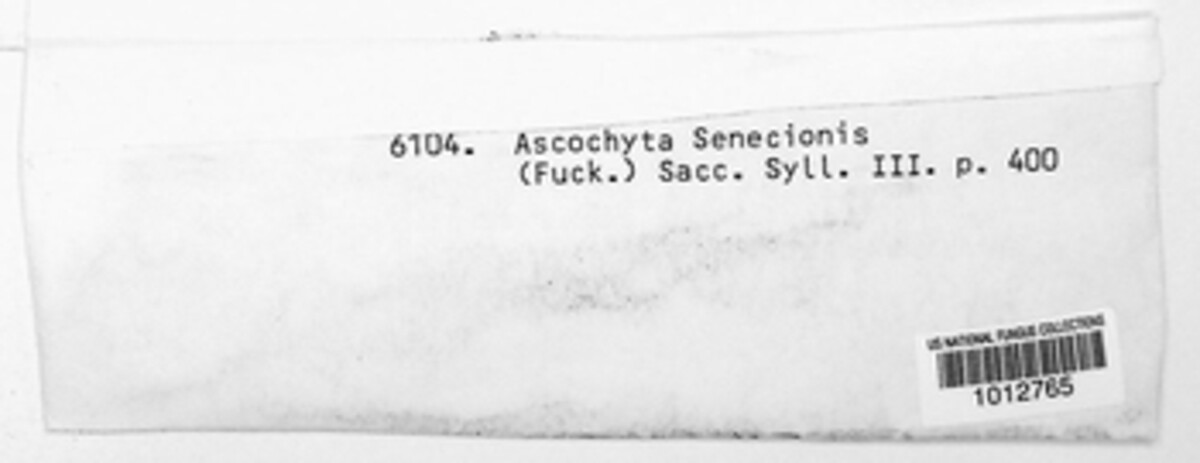 6104. Ascochyta Senecionis
(Fuck.) Sacc. Syll. III. p. 400
US NATIONAL FUNGUS COLLECTIONS
1012765